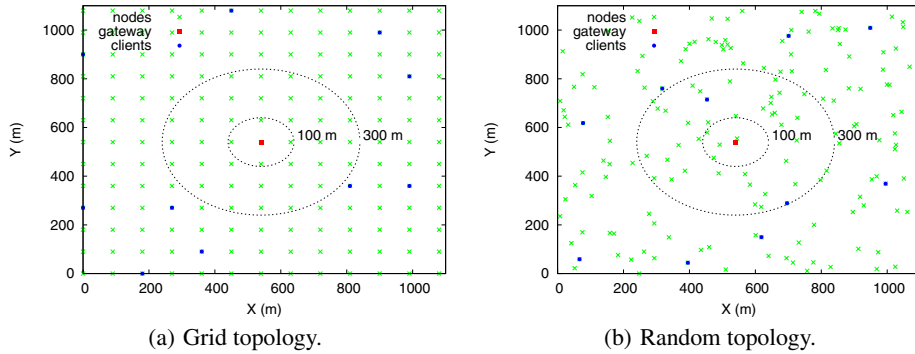 nodes
gateway
clients
100 m
300 m
Y (m)
1000
800
600
400
200
0
0 200 400 600 800 1000
X (m)
(a) Grid topology.
nodes
gateway
clients
100 m
300 m
Y (m)
1000
800
600
400
200
0
0 200 400 600 800 1000
X (m)
(b) Random topology.